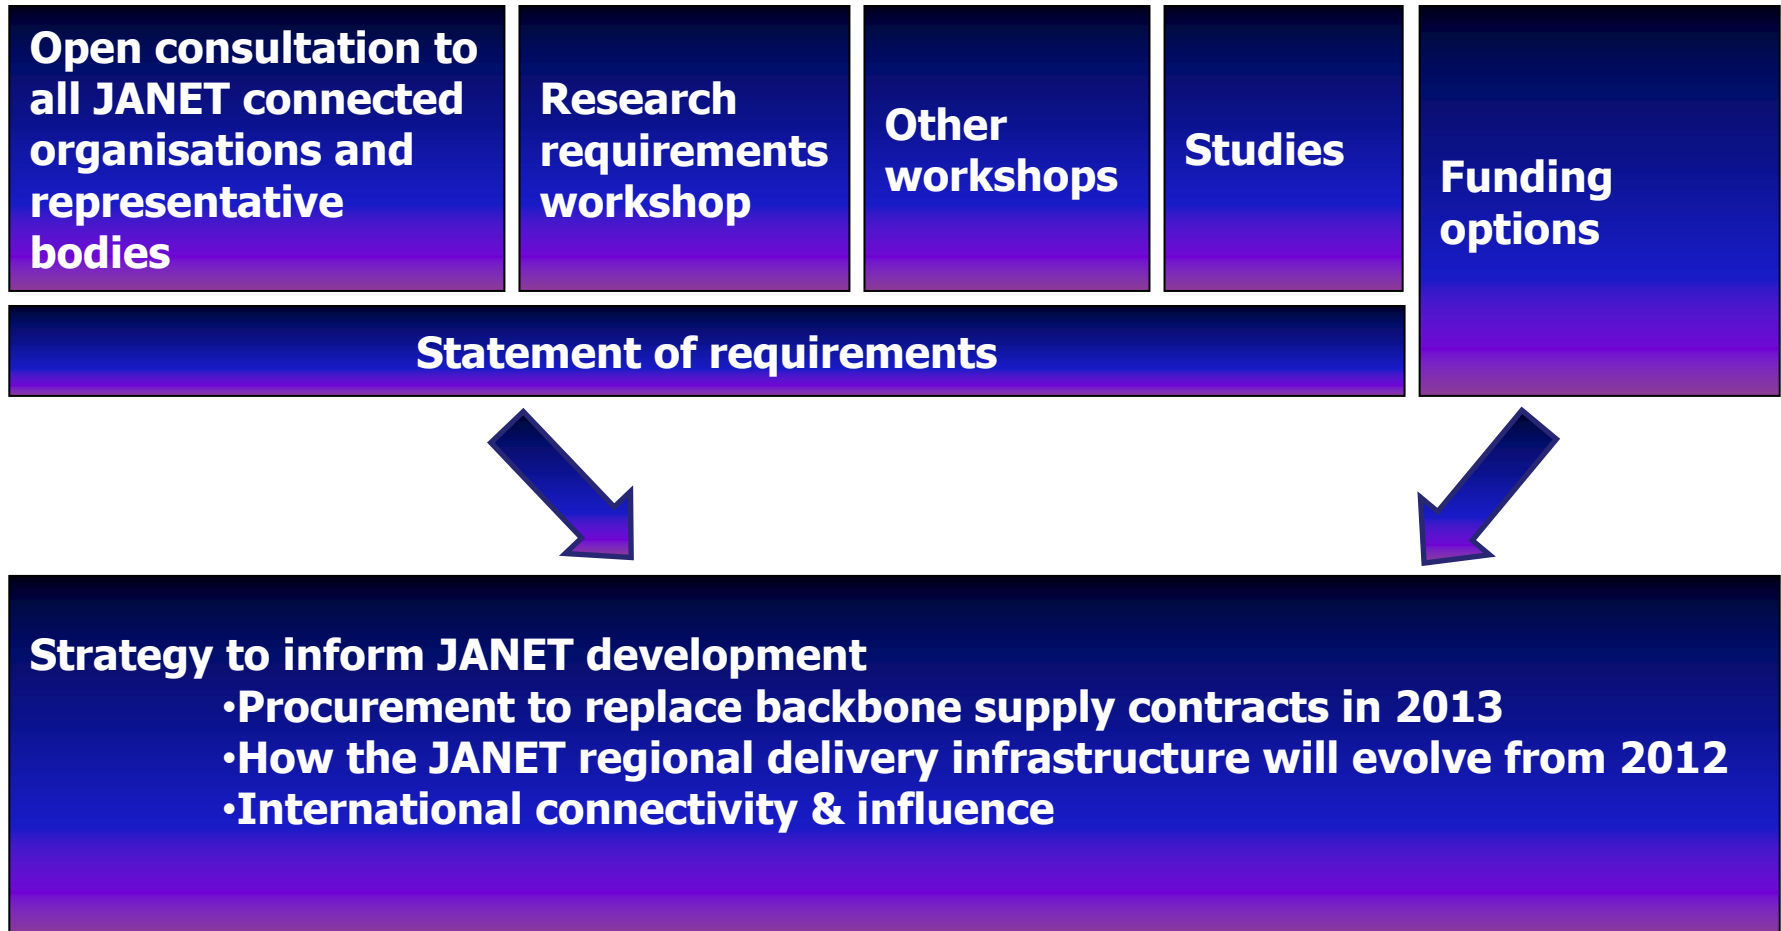 Open consultation to
all JANET connected
organisations and
representative
bodies
Research
requirements
workshop
Other
workshops
Studies
Funding
options
Statement of requirements
Strategy to inform JANET development
•Procurement to replace backbone supply contracts in 2013
•How the JANET regional delivery infrastructure will evolve from 2012
•International connectivity & influence